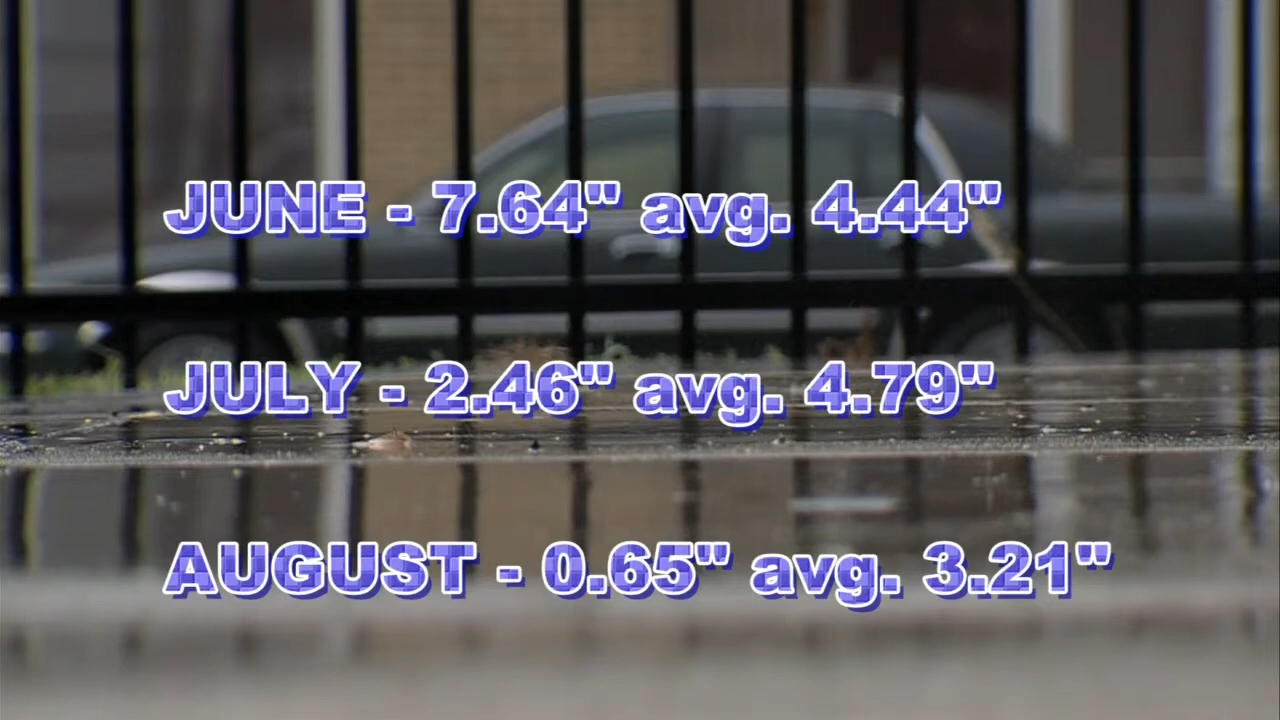 JUNE - 7.64" avg. 4.44"
JULY - 2.46" avg. 4.79"
AUGUST - 0.65" avg. 3.21"